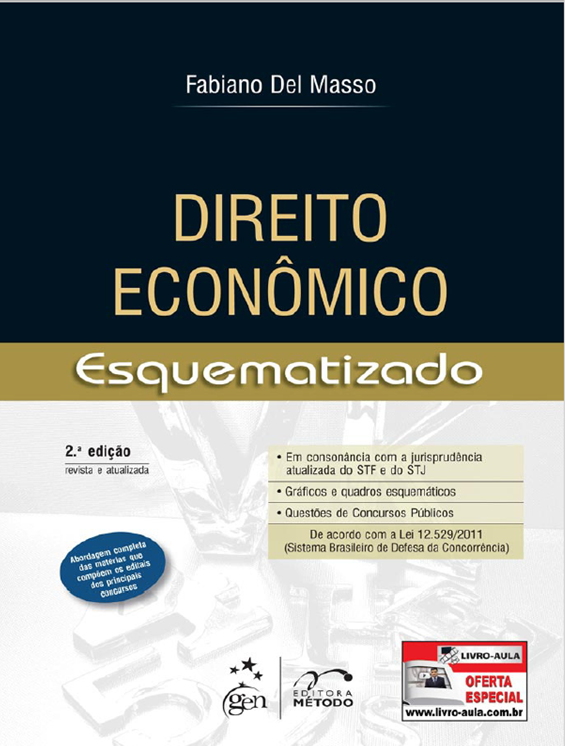 Fabiano Del Masso
DIREITO
ECONÔMICO
Esquematizado
2.ª edição
revista e atualizada
• Em consonância com a jurisprudência
atualizada do STF e do STJ
• Gráficos e quadros esquemáticos
• Questões de Concursos Públicos
De acordo com a Lei 12.529/2011
(Sistema Brasileiro de Defesa da Concorrência)
Abordagem completa
das matérias que
compõem os editais
dos principais
concursos
gen
EDITORA
MÉTODO
LIVRO-AULA
OFERTA
ESPECIAL
www.livro-aula.com.br